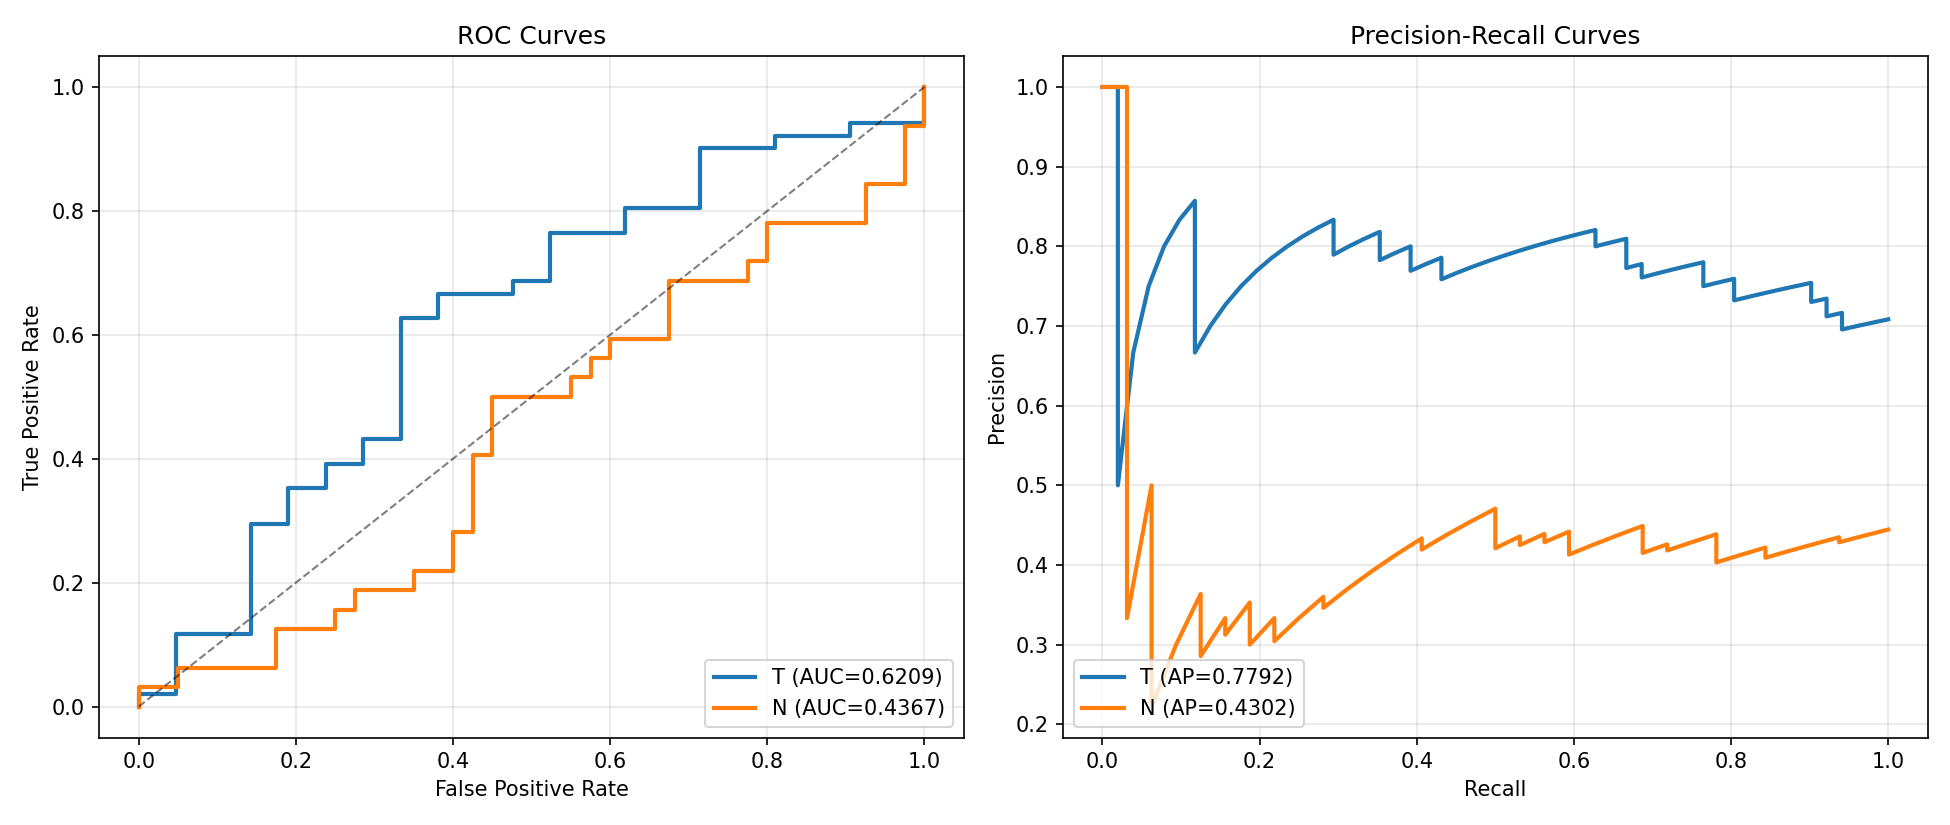 ROC Curves
True Positive Rate
1.0
0.8
0.6
0.4
0.2
0.0
T (AUC=0.6209)
N (AUC=0.4367)
0.0 0.2 0.4 0.6 0.8 1.0
False Positive Rate
Precision-Recall Curves
Precision
1.0
0.9
0.8
0.7
0.6
0.5
0.4
0.3
0.2
T (AP=0.7792)
N (AP=0.4302)
0.0 0.2 0.4 0.6 0.8 1.0
Recall